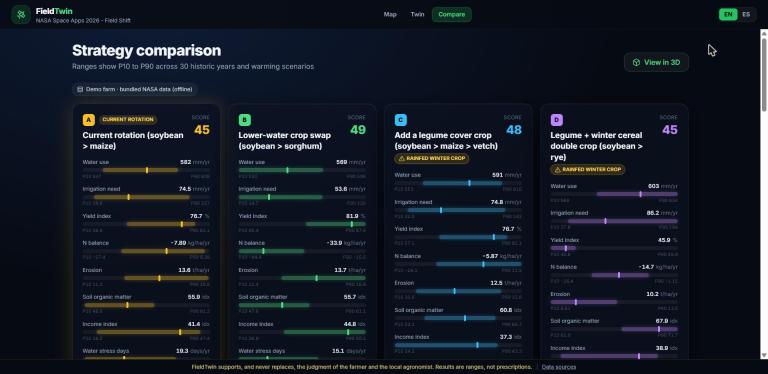 FieldTwin
NASA Space Apps 2026 - Field Shift
Map
Twin
Compare
EN
ES
Strategy comparison
Ranges show P10 to P90 across 30 historic years and warming scenarios
View in 3D
Demo farm · bundled NASA data (offline)
A
CURRENT ROTATION
SCORE
45
Current rotation (soybean
> maize)
Water use
582 mm/yr
Irrigation need
74.5 mm/yr
Yield index
76.7 %
N balance
-7.89 kg/ha/yr
Erosion
13.6 t/ha/yr
Soil organic matter
55.9 idx
Income index
41.4 idx
Water stress days
19.3 days/yr
B
SCORE
49
Lower-water crop swap
(soybean > sorghum)
Water use
569 mm/yr
Irrigation need
53.6 mm/yr
Yield index
81.9 %
N balance
-33.9 kg/ha/yr
Erosion
13.7 t/ha/yr
Soil organic matter
55.7 idx
Income index
44.8 idx
Water stress days
15.1 days/yr
C
SCORE
48
Add a legume cover crop
(soybean > maize > vetch)
RAINFED WINTER CROP
Water use
591 mm/yr
Irrigation need
74.8 mm/yr
Yield index
76.7 %
N balance
-5.87 kg/ha/yr
Erosion
12.5 t/ha/yr
Soil organic matter
60.8 idx
Income index
37.3 idx
D
SCORE
45
Legume + winter cereal
double crop (soybean >
rye)
RAINFED WINTER CROP
Water use
603 mm/yr
Irrigation need
86.2 mm/yr
Yield index
45.9 %
N balance
-14.7 kg/ha/yr
Erosion
10.2 t/ha/yr
Soil organic matter
67.9 idx
Income index
38.9 idx
FieldTwin supports, and never replaces, the judgment of the farmer and the local agronomist. Results are ranges, not prescriptions. | Data sources